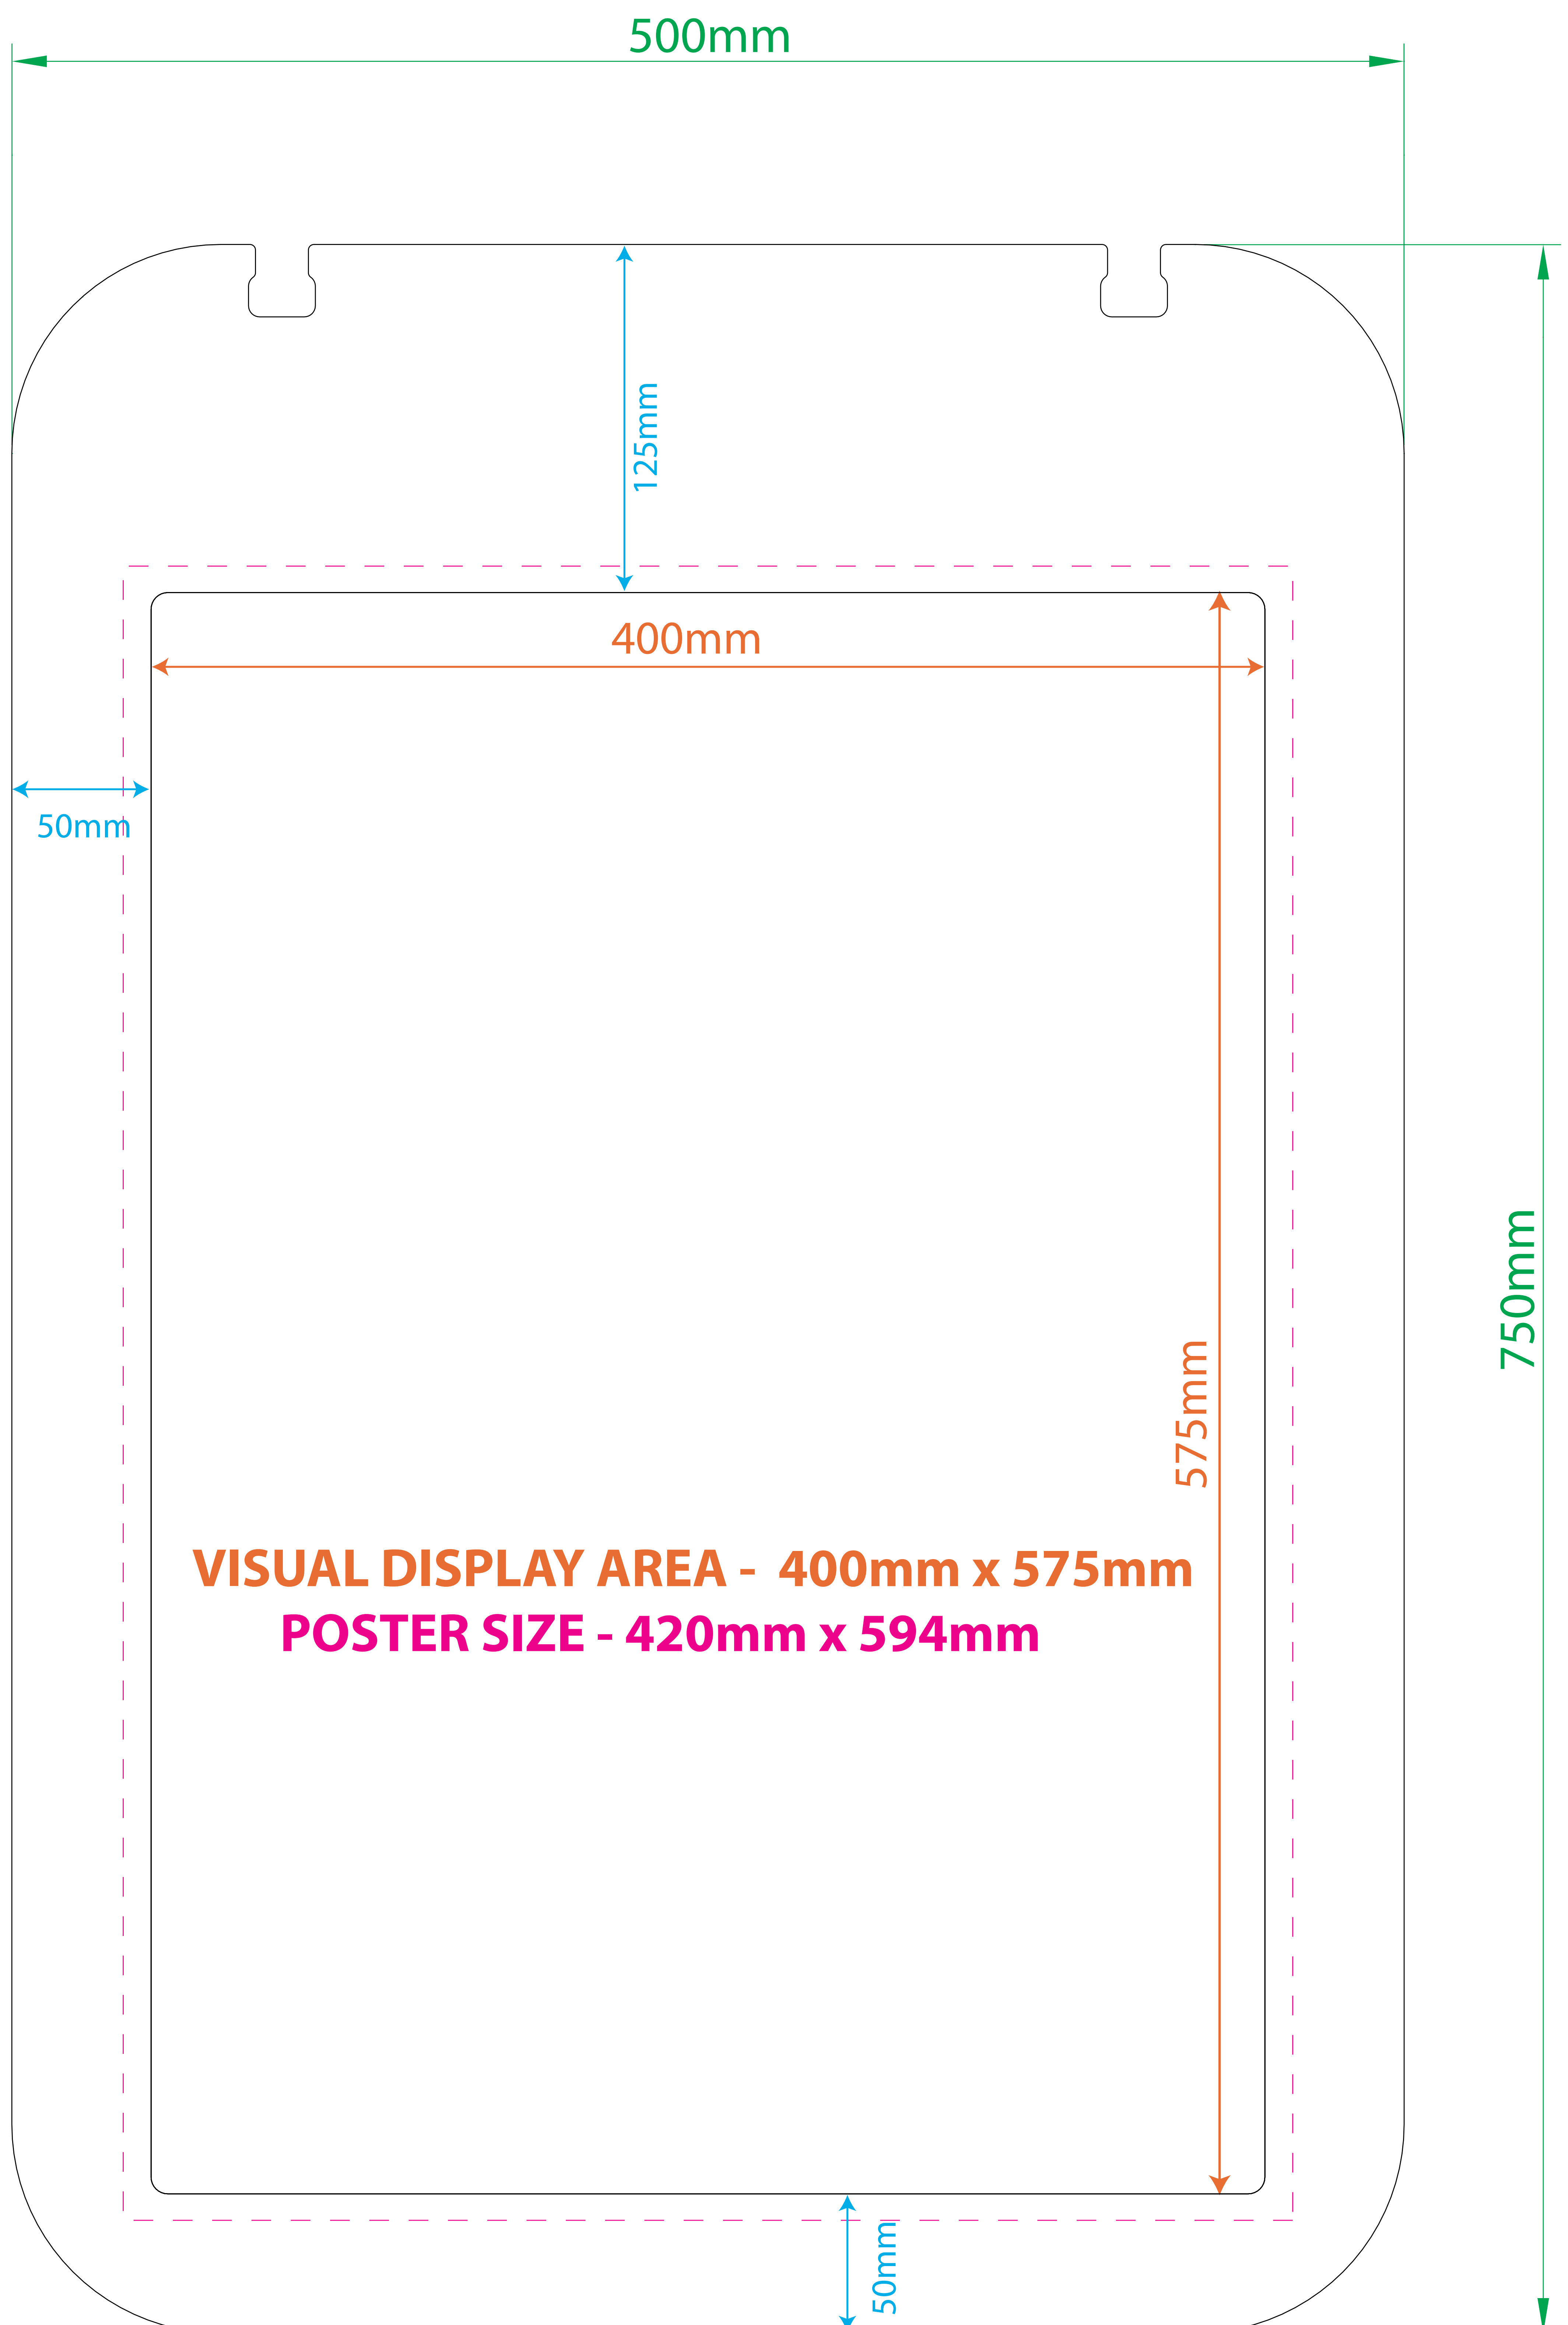 500mm
125mm
400mm
50mm
750mm
575mm
VISUAL DISPLAY AREA - 400mm x 575mm
POSTER SIZE - 420mm x 594mm
50mm